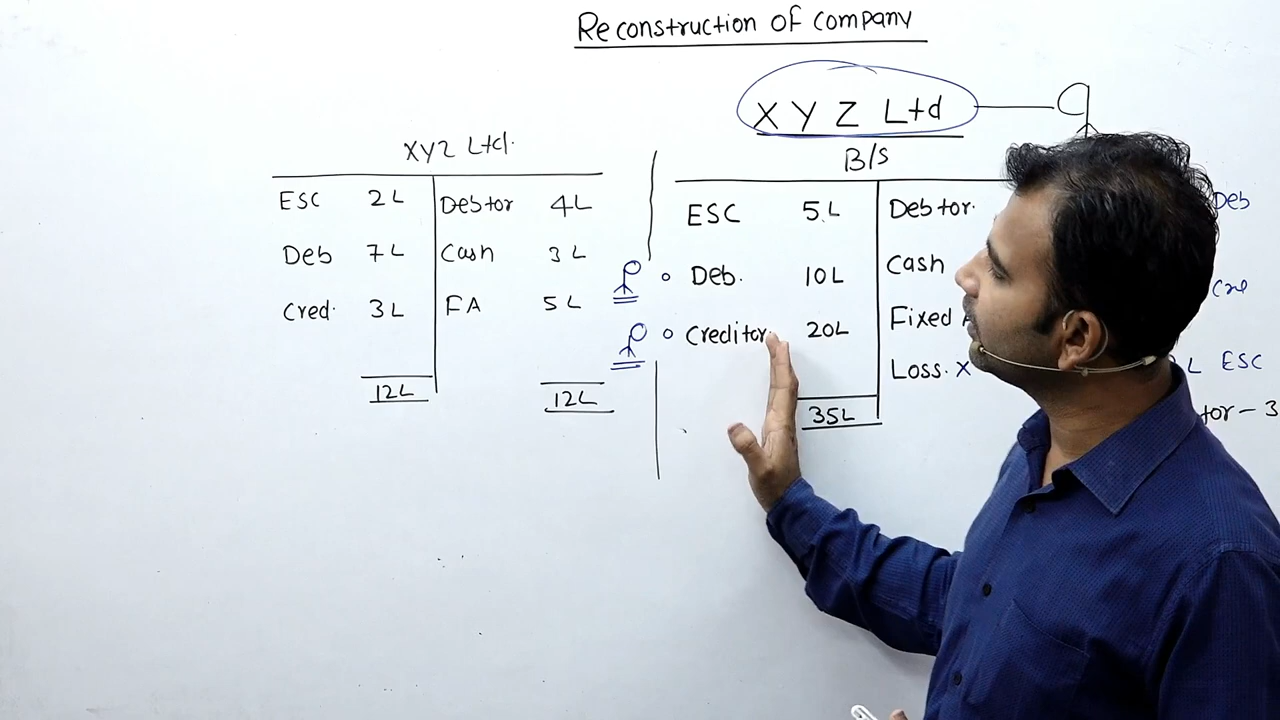 Reconstruction of company
XYZ Ltd.
ESC 2L Debtor 4L
Deb 7L Cash 3L
Cred. 3L FA 5L
12L 12L
X Y Z Ltd
B/S
ESC 5L Debtor.
Deb. 10L Cash
Creditor. 20L Fixed
Loss. X
35L
Deb
Cre
L ESC
tor - 3